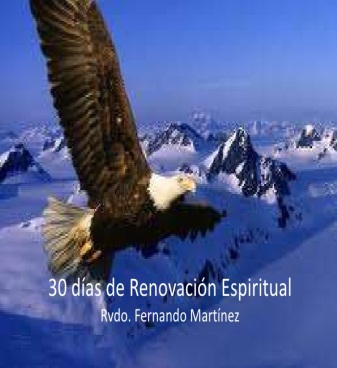 30 días de Renovación Espiritual
Rvdo. Fernando Martínez